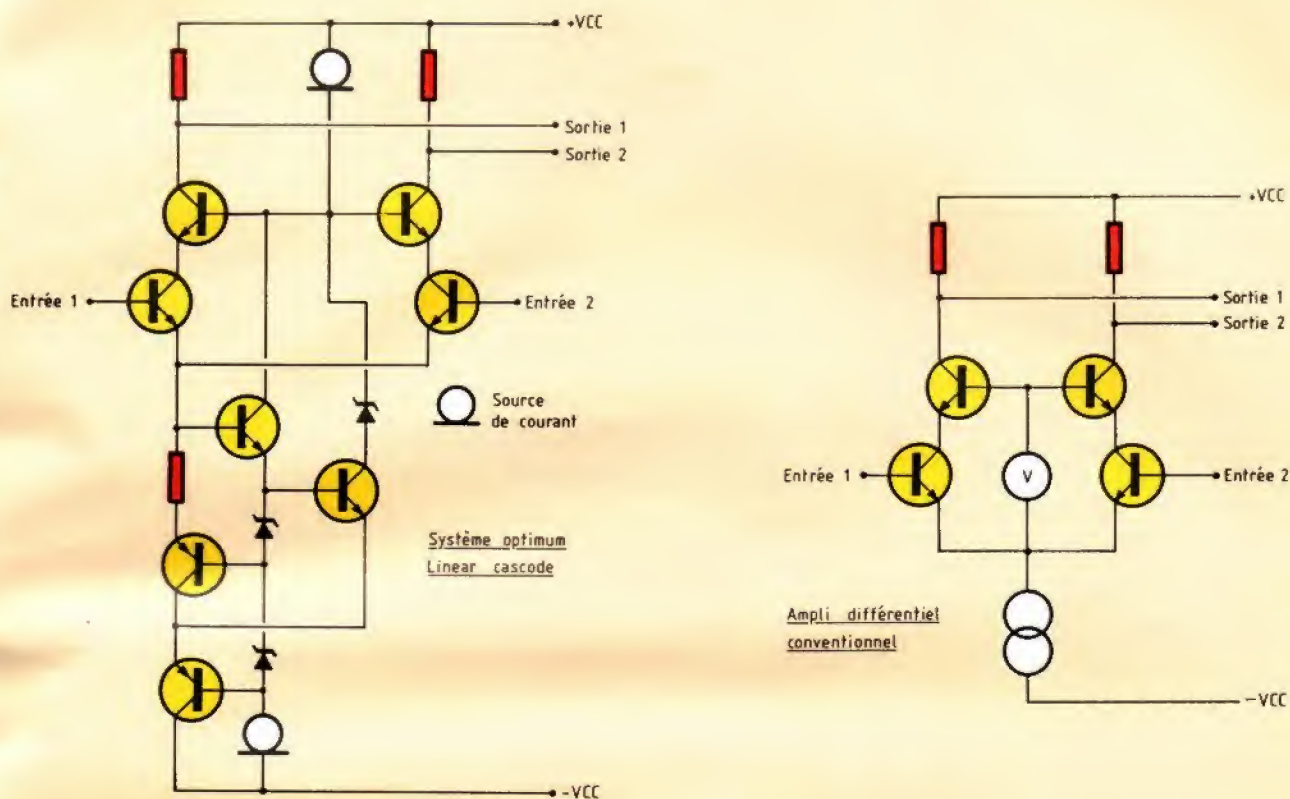 +VCC
Sortie 1
Sortie 2
Entrée 1
Entrée 2
Source
de courant
Système optimum
Linear cascode
-VCC
+VCC
Sortie 1
Sortie 2
Entrée 1
V
Entrée 2
Ampli différentiel
conventionnel
-VCC